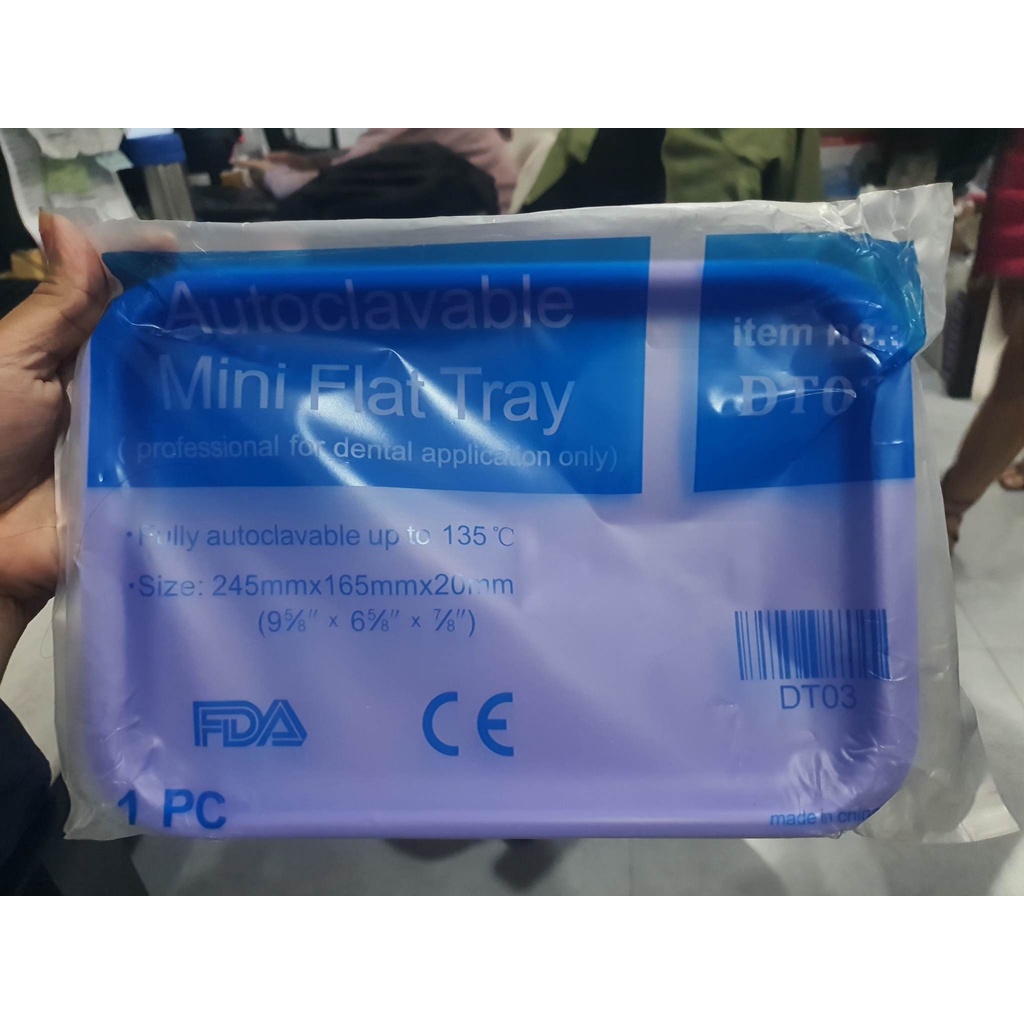 Autoclavable
Mini Flat Tray
( professional for dental application only)
item no.:
DT03
·Fully autoclavable up to 135℃
·Size: 245mmx165mmx20mm
(9⅝" x 6⅝" x ⅞")
DT03
FDA CE
1 PC
made in china